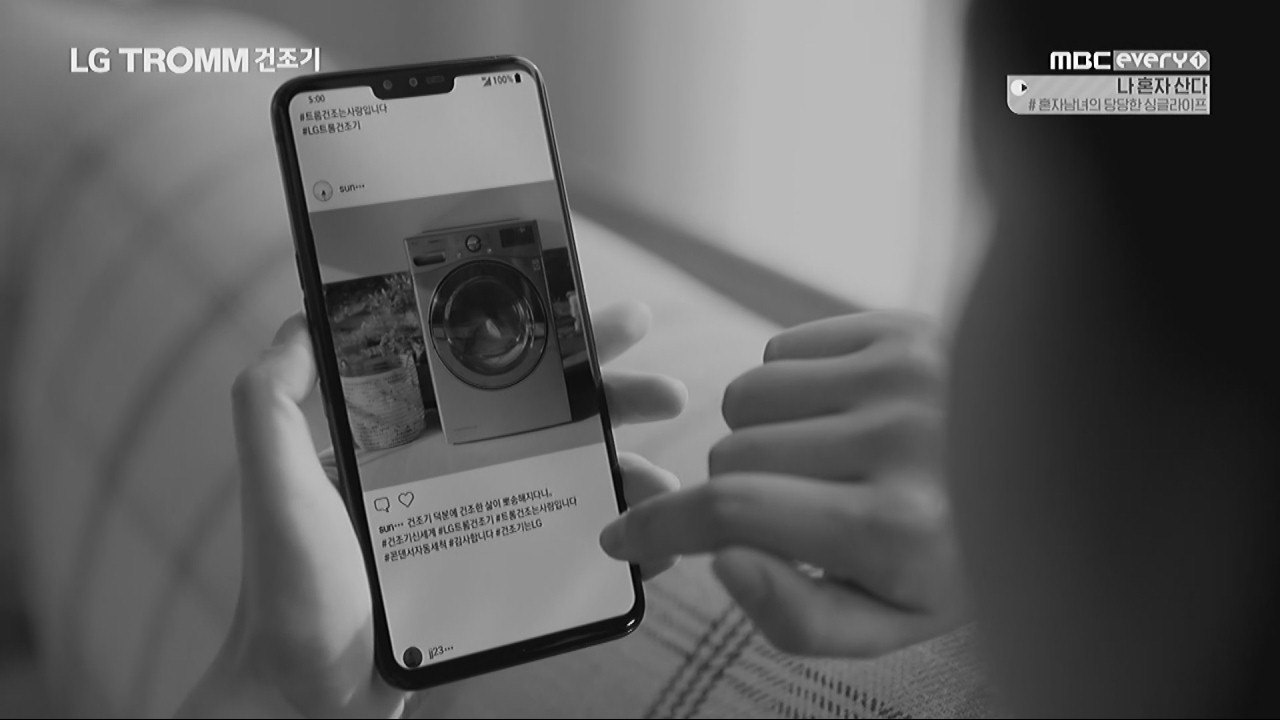 LG TROMM 건조기
MBC every1
나 혼자 산다
# 혼자남녀의 당당한 싱글라이프
5:00
100%
#트롬건조는사랑입니다
#LG트롬건조기
sun···
sun··· 건조기 덕분에 건조한 삶이 뽀송해지다니,,
#건조기신세계 #LG트롬건조기 #트롬건조는사랑입니다
#콘덴서자동세척 #감사합니다 #건조기는LG
jj23···